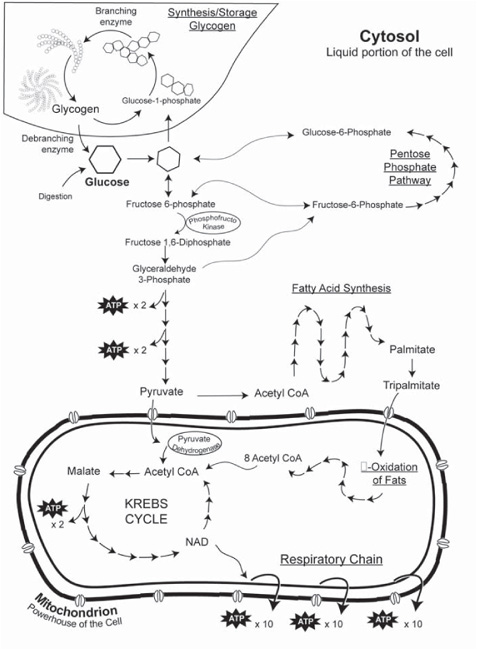 Branching
enzyme
Synthesis/Storage
Glycogen
Cytosol
Liquid portion of the cell
Glycogen
Glucose-1-phosphate
Debranching
enzyme
Glucose
Digestion
Glucose-6-Phosphate
Pentose
Phosphate
Pathway
Fructose 6-phosphate
Fructose-6-Phosphate
Phosphofructo
Kinase
Fructose 1,6-Diphosphate
Glyceraldehyde
3-Phosphate
ATP x 2
ATP x 2
Fatty Acid Synthesis
Palmitate
Tripalmitate
Pyruvate
Acetyl CoA
Pyruvate
Dehydrogenase
Malate
Acetyl CoA
8 Acetyl CoA
-Oxidation
of Fats
ATP
x 2
KREBS
CYCLE
NAD
Respiratory Chain
Mitochondrion
Powerhouse of the Cell
ATP x 10
ATP x 10
ATP x 10